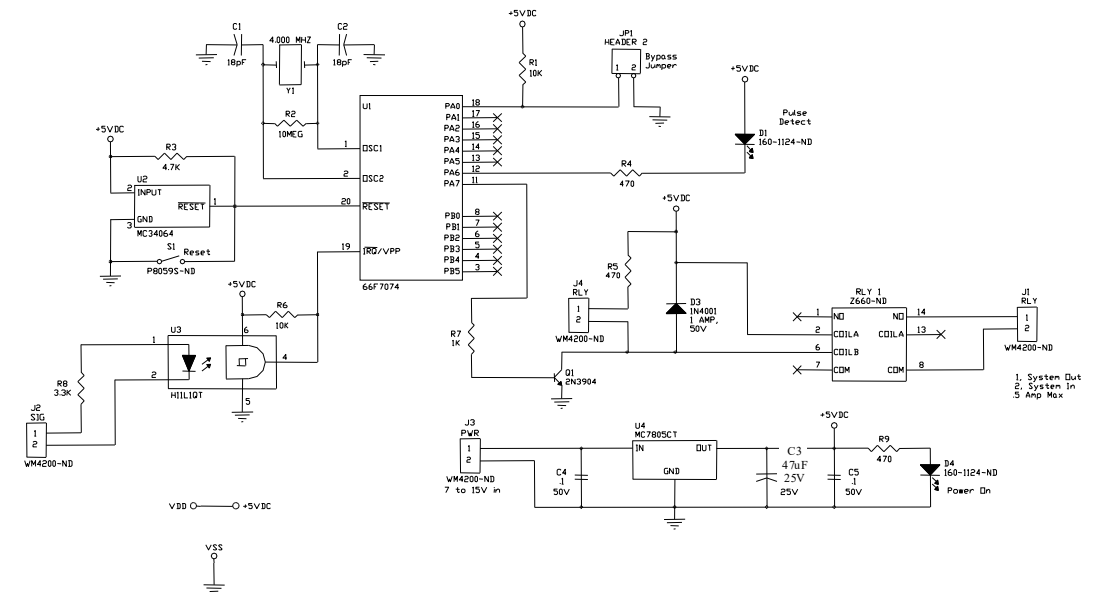 C1
18pF
4.000 MHZ
Y1
C2
18pF
R2
10MEG
+5VDC
R1
10K
JP1
HEADER 2
1 2
Bypass
Jumper
+5VDC
Pulse
Detect
D1
160-1124-ND
U1
PA0 18
PA1 17
PA2 16
PA3 15
PA4 14
PA5 13
PA6 12
PA7 11
PB0 8
PB1 7
PB2 6
PB3 5
PB4 4
PB5 3
1 OSC1
2 OSC2
20 RESET
19 IRQ/VPP
66F7074
R4
470
+5VDC
R3
4.7K
U2
2 INPUT
RESET 1
3 GND
MC34064
S1 Reset
P8059S-ND
+5VDC
R6
10K
U3
6
1
4
2
5
H11L1QT
R8
3.3K
J2
SIG
1
2
WM4200-ND
+5VDC
R5
470
J4
RLY
1
2
WM4200-ND
D3
1N4001
1 AMP,
50V
R7
1K
Q1
2N3904
RLY 1
Z660-ND
1 NO NO 14
2 COILA COILA 13
6 COILB
7 COM COM 8
J1
RLY
1
2
WM4200-ND
1, System Out
2, System In
.5 Amp Max
J3
PWR
1
2
WM4200-ND
7 to 15V in
C4
.1
50V
U4
MC7805CT
IN OUT
GND
C3
47uF
25V
25V
+5VDC
C5
.1
50V
R9
470
D4
160-1124-ND
Power On
VDD +5VDC
VSS